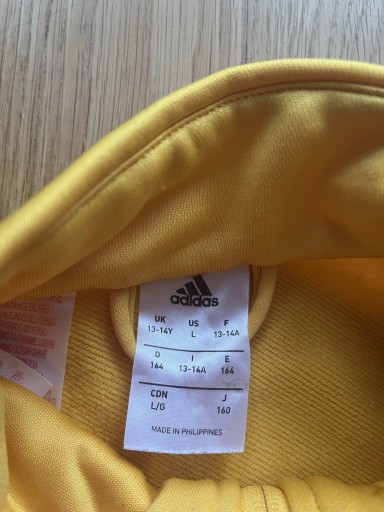 adidas
UK US F
13-14Y L 13-14A
D I E
164 13-14A 164
CDN J
L/G 160
MADE IN PHILIPPINES